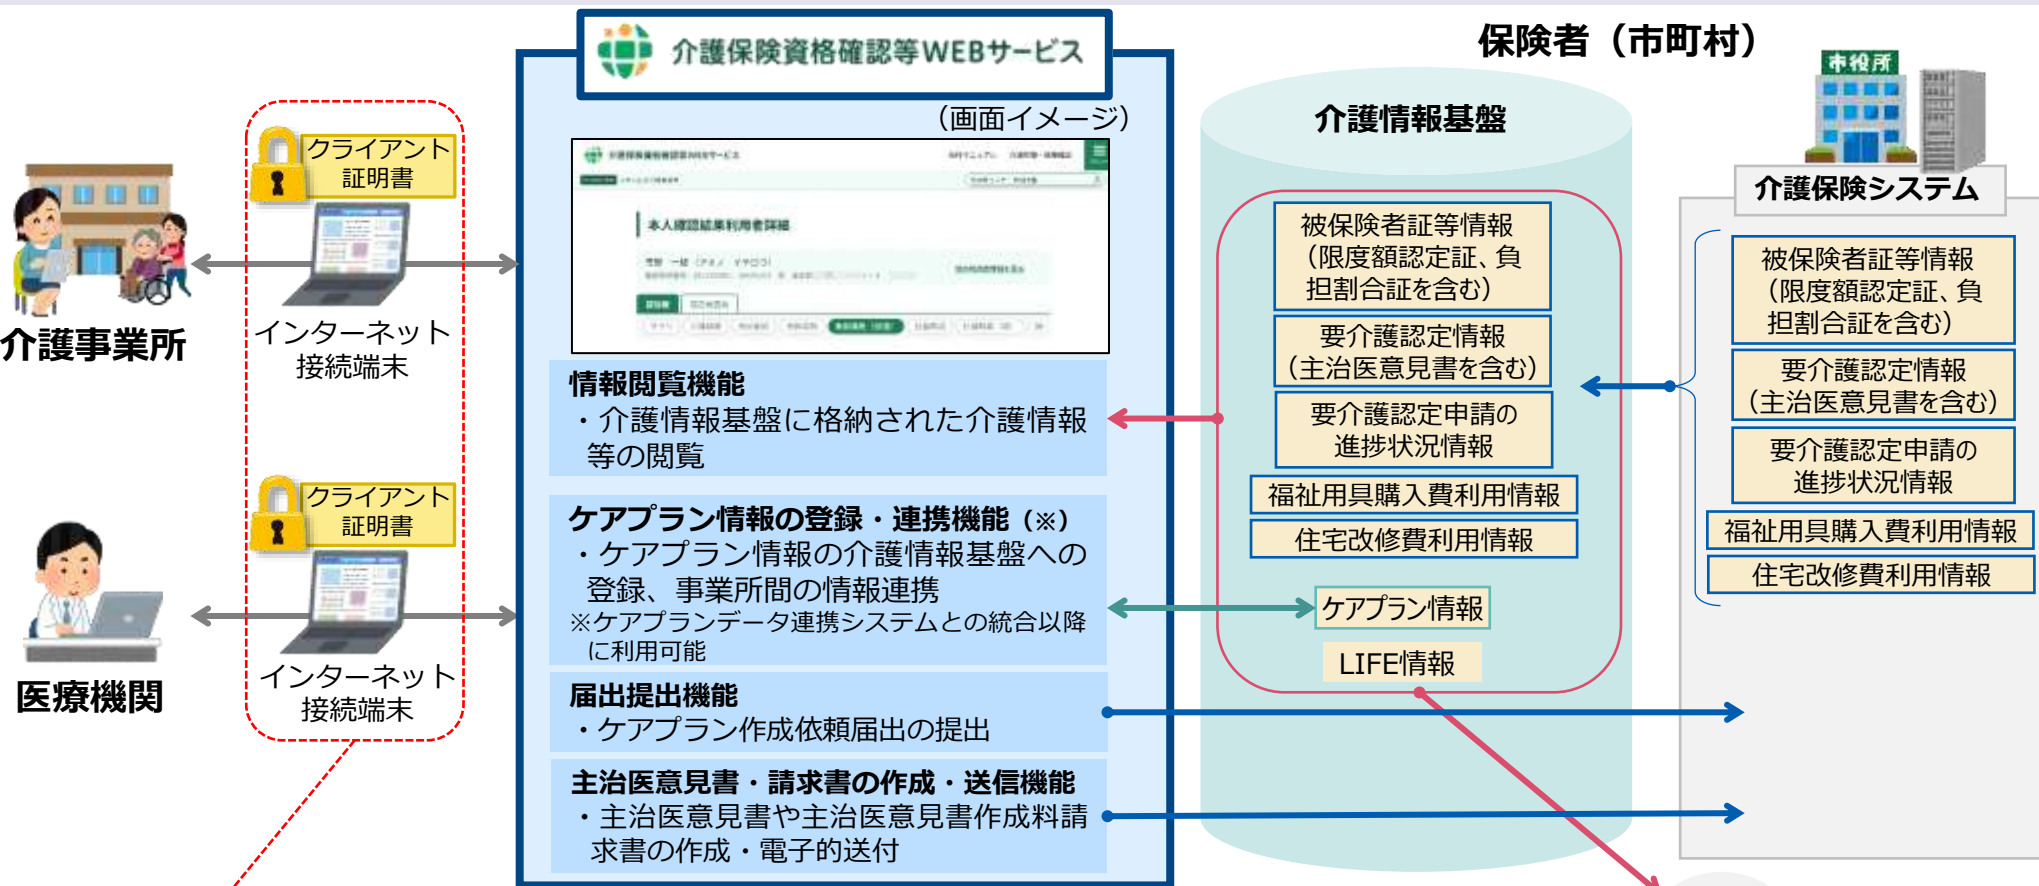 介護保険資格確認等WEBサービス
保険者（市町村）
市役所
（画面イメージ）
介護情報基盤
クライアント
証明書
介護保険資格確認等WEBサービス
本人確認結果利用者詳細
介護事業所
インターネット
接続端末
クライアント
証明書
医療機関
インターネット
接続端末
情報閲覧機能
・介護情報基盤に格納された介護情報
等の閲覧
ケアプラン情報の登録・連携機能（※）
・ケアプラン情報の介護情報基盤への
登録、事業所間の情報連携
※ケアプランデータ連携システムとの統合以降
に利用可能
届出提出機能
・ケアプラン作成依頼届出の提出
主治医意見書・請求書の作成・送信機能
・主治医意見書や主治医意見書作成料請
求書の作成・電子的送付
被保険者証等情報
（限度額認定証、負
担割合証を含む）
要介護認定情報
（主治医意見書を含む）
要介護認定申請の
進捗状況情報
福祉用具購入費利用情報
住宅改修費利用情報
ケアプラン情報
LIFE情報
介護保険システム
被保険者証等情報
（限度額認定証、負
担割合証を含む）
要介護認定情報
（主治医意見書を含む）
要介護認定申請の
進捗状況情報
福祉用具購入費利用情報
住宅改修費利用情報